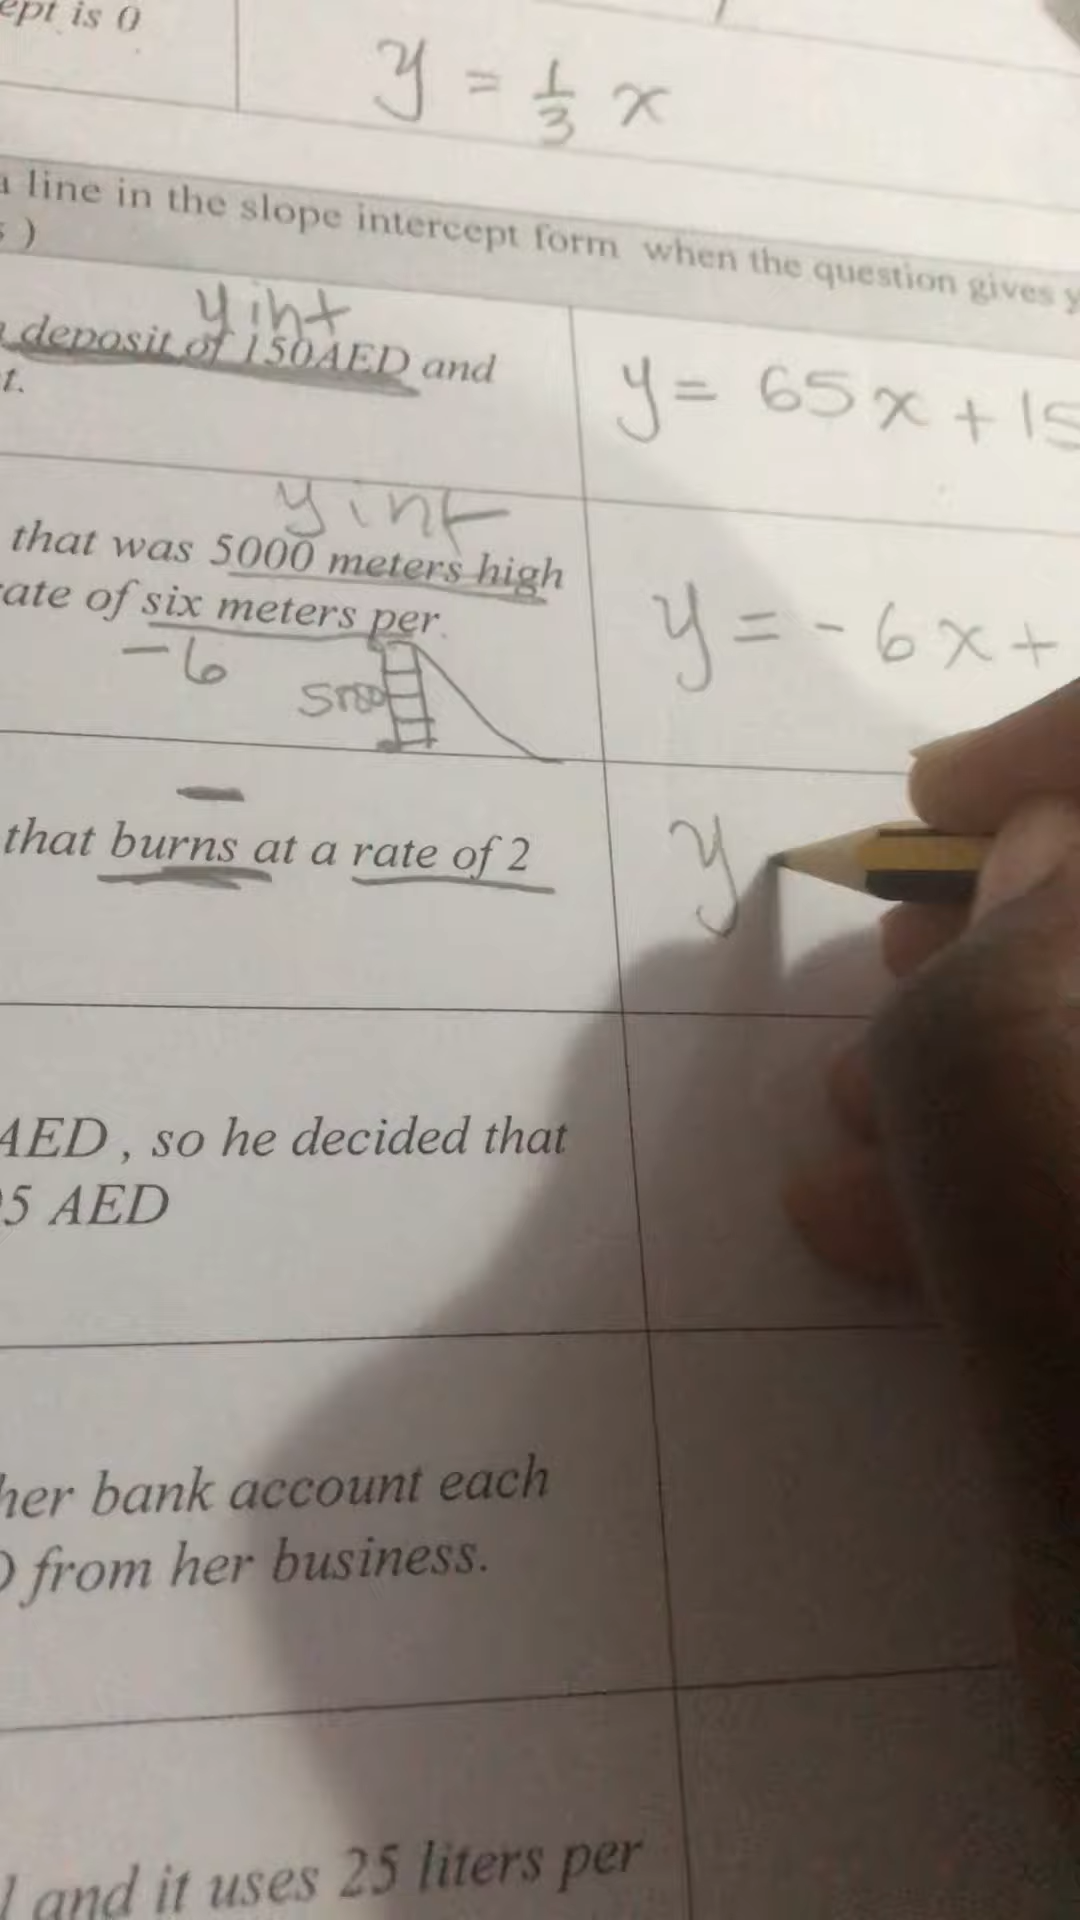 is 0
y = 1/3 x
line in the slope intercept form when the question gives
)
y int
deposit of 150AED and
y = 65x + 15
y int
that was 5000 meters high
rate of six meters per
y = - 6x +
- 6
5000
—
that burns at a rate of 2
y
AED , so he decided that
5 AED
her bank account each
from her business.
and it uses 25 liters per